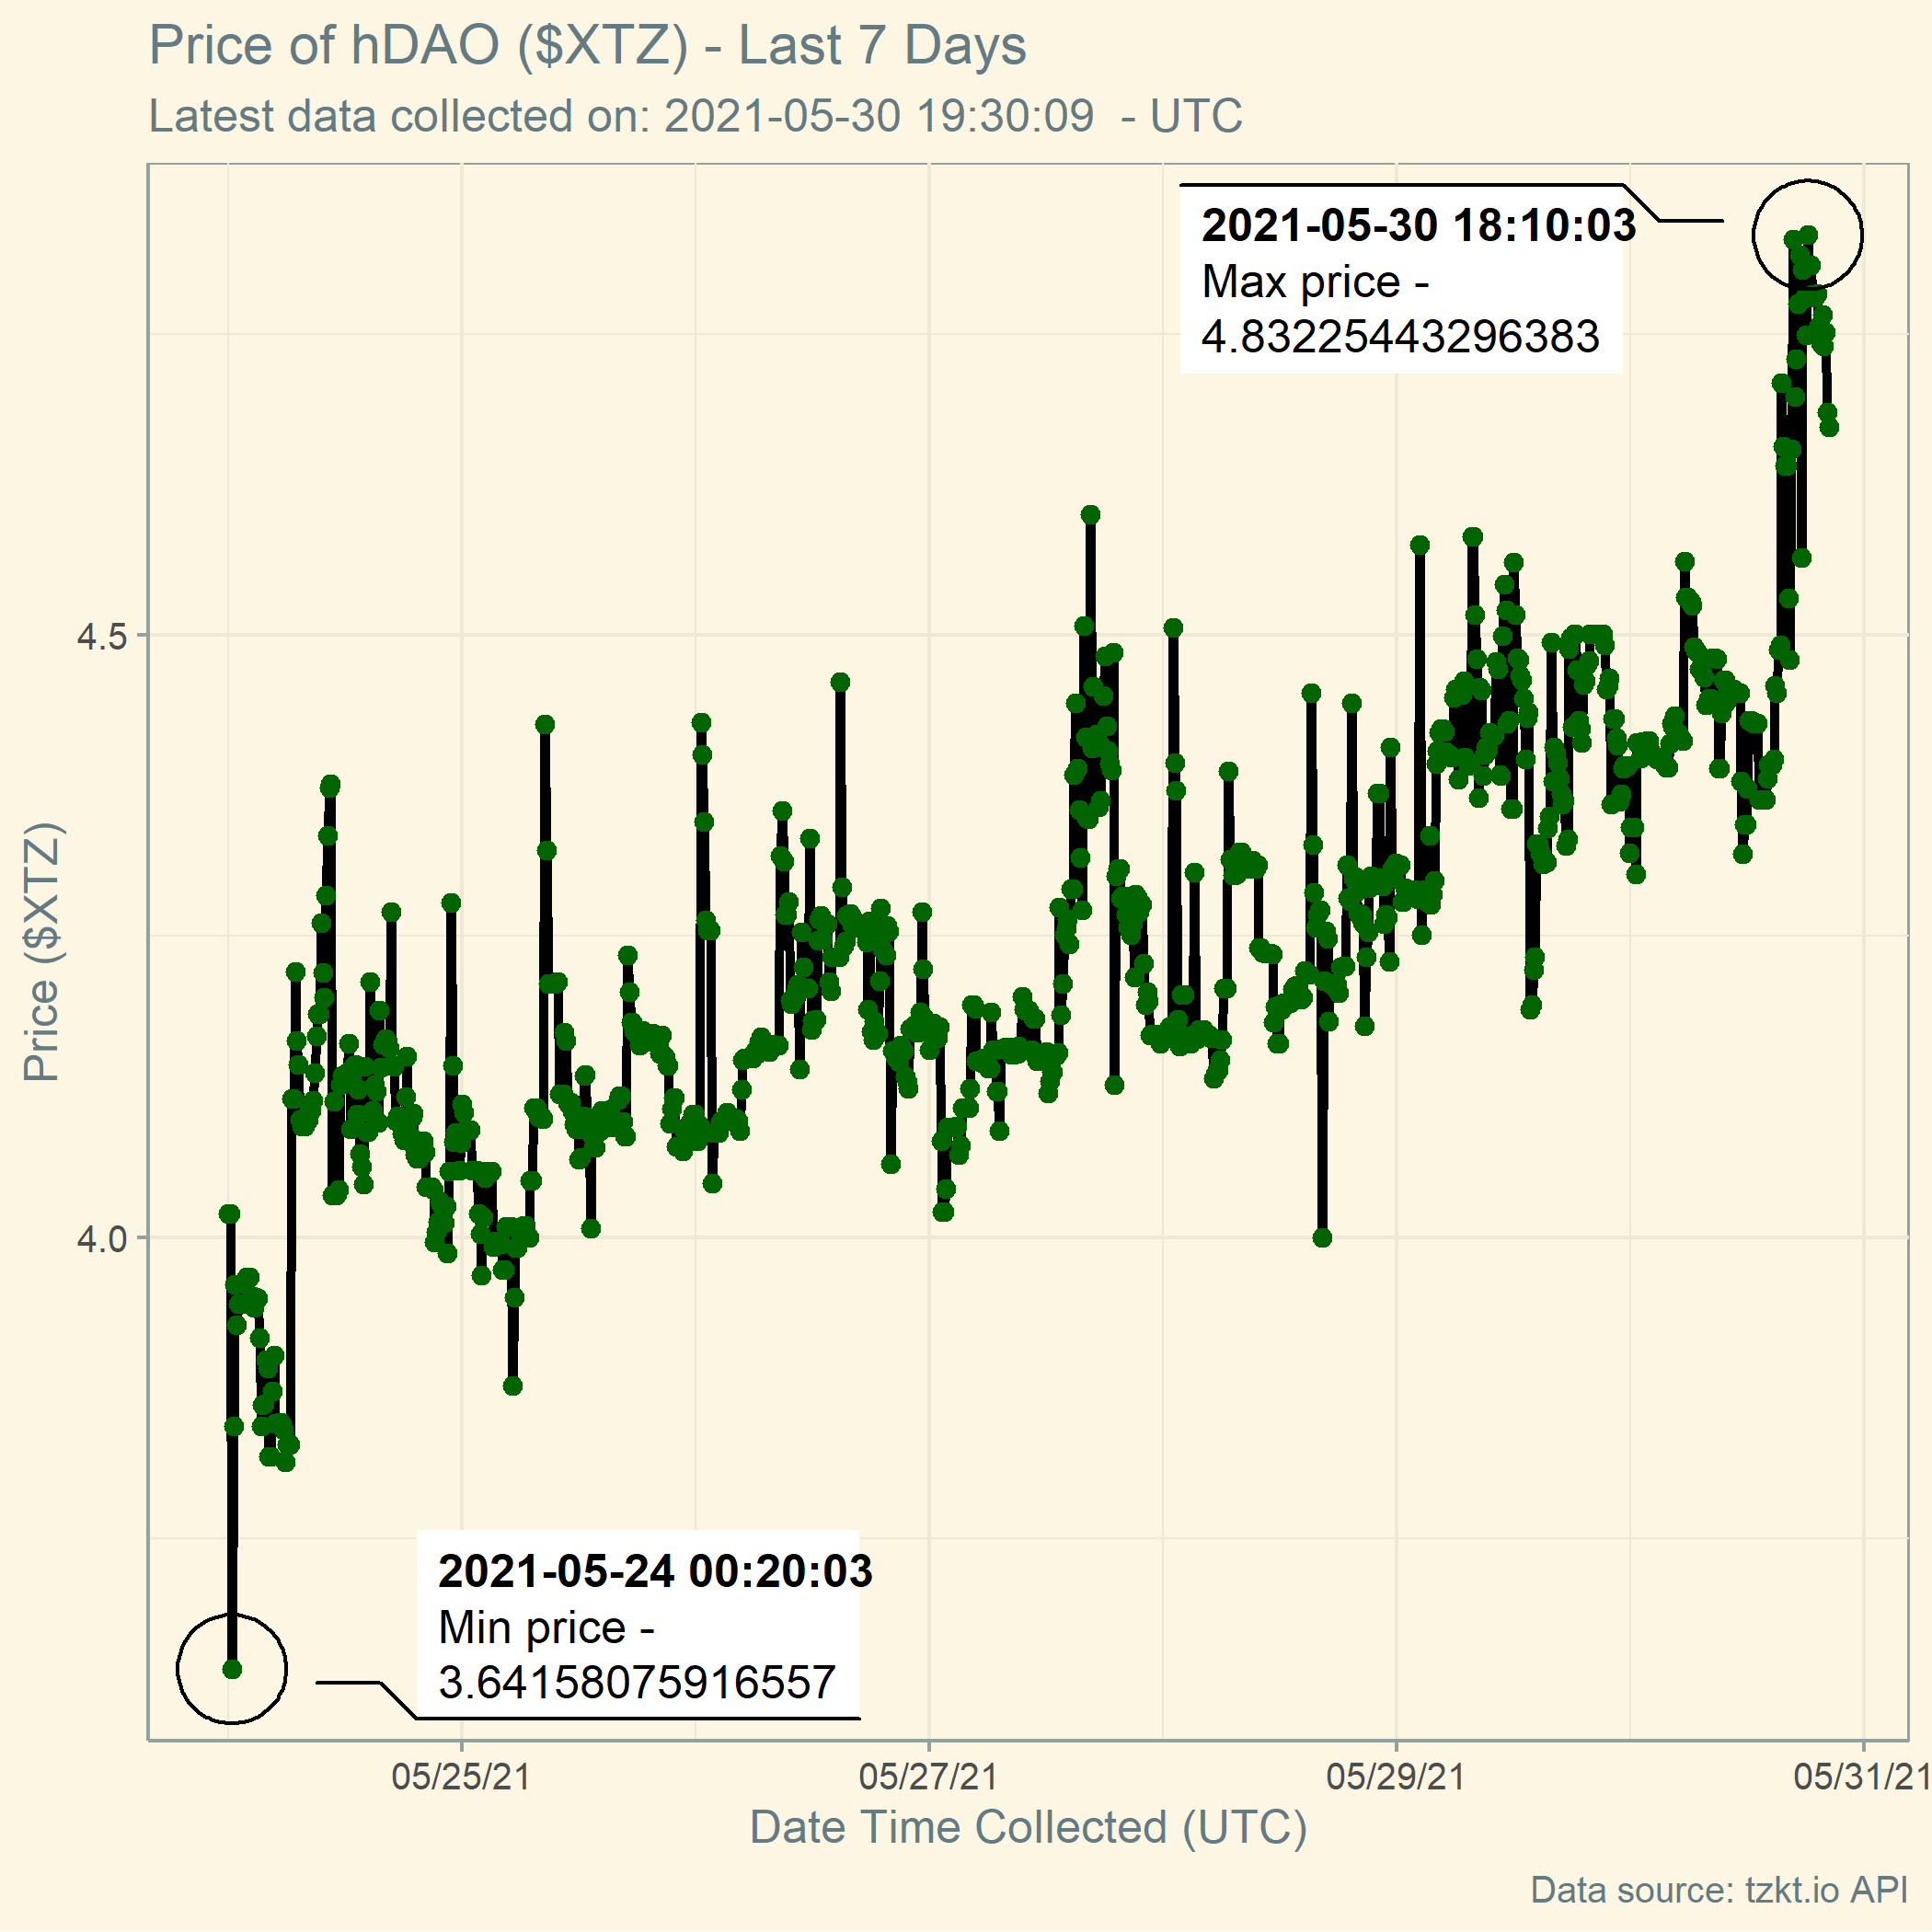 Price of hDAO ($XTZ) - Last 7 Days
Latest data collected on: 2021-05-30 19:30:09  - UTC
2021-05-30 18:10:03
Max price -
4.83225443296383
4.5
Price ($XTZ)
4.0
2021-05-24 00:20:03
Min price -
3.64158075916557
05/25/21 05/27/21 05/29/21 05/31/21
Date Time Collected (UTC)
Data source: tzkt.io API